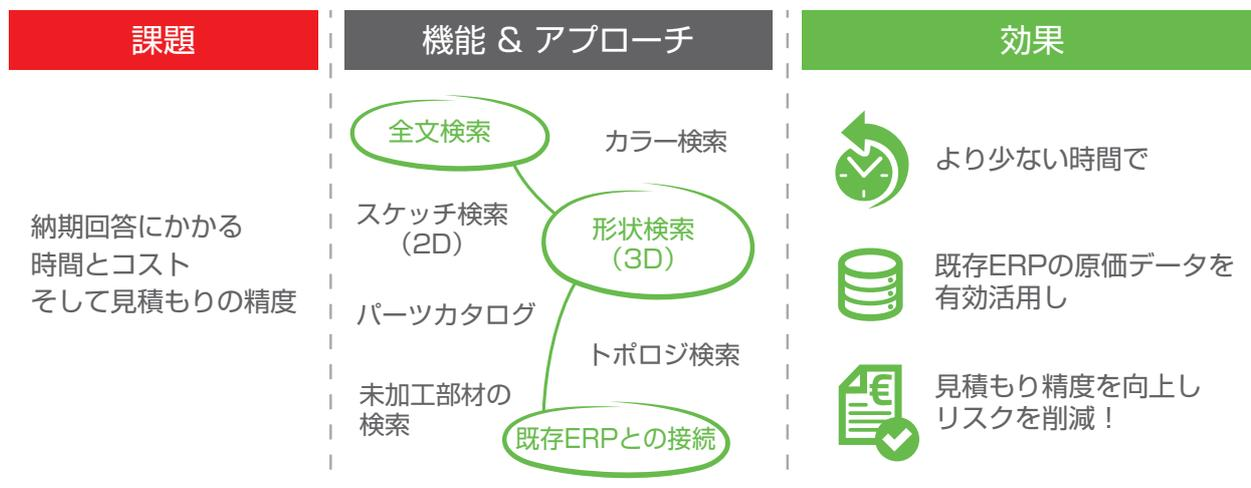 課題
納期回答にかかる
時間とコスト
そして見積もりの精度
機能 & アプローチ
全文検索
カラー検索
スケッチ検索
（2D）
形状検索
（3D）
パーツカタログ
トポロジ検索
未加工部材の
検索
既存ERPとの接続
効果
より少ない時間で
既存ERPの原価データを
有効活用し
€
見積もり精度を向上し
リスクを削減！